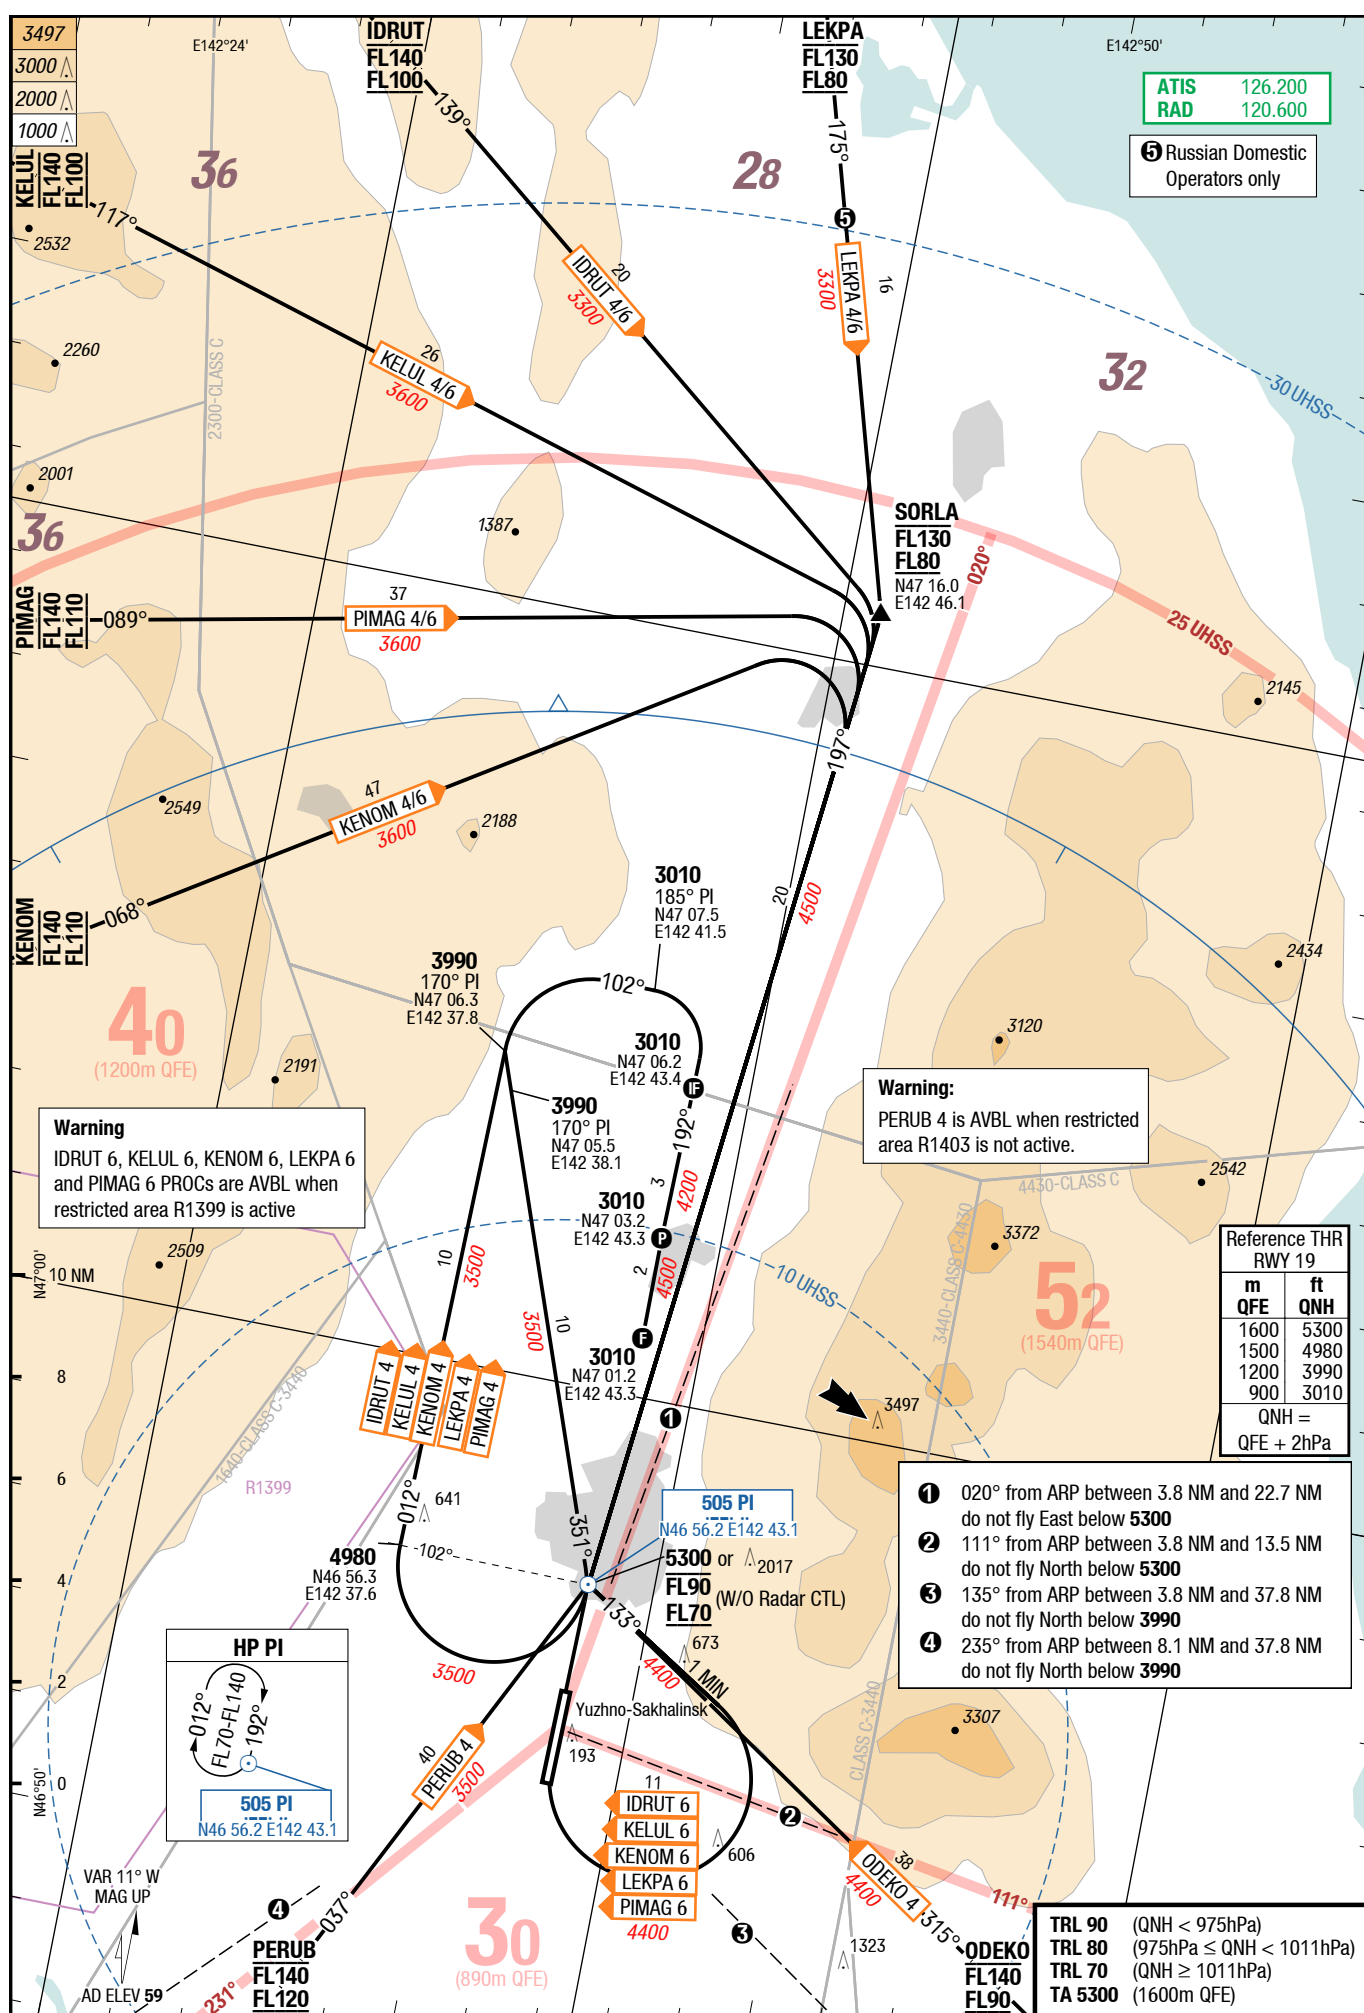 3497
3000
2000
1000
E142°24'
IDRUT
FL140
FL100
139°
LEKPA
FL130
FL80
175°
E142°50'
ATIS 126.200
RAD 120.600
5 Russian Domestic
Operators only
KELUL
FL140
FL100
117°
36
28
2532
5
IDRUT 4/6
20
3300
LEKPA 4/6
16
3300
2260
KELUL 4/6
26
3600
2300-CLASS C
32
30 UHSS
2001
36
1387
SORLA
FL130
FL80
N47 16.0
E142 46.1
020°
25 UHSS
PIMAG
FL140
FL110
089°
37
PIMAG 4/6
3600
2145
197°
2549
47
KENOM 4/6
3600
2188
KENOM
FL140
FL110
068°
3010
185° PI
N47 07.5
E142 41.5
20
4500
2434
3990
170° PI
N47 06.3
E142 37.8
102°
40
(1200m QFE)
2191
3010
N47 06.2
E142 43.4
IF
3120
Warning:
PERUB 4 is AVBL when restricted
area R1403 is not active.
3990
170° PI
N47 05.5
E142 38.1
192°
Warning
IDRUT 6, KELUL 6, KENOM 6, LEKPA 6
and PIMAG 6 PROCs are AVBL when
restricted area R1399 is active
3
4200
4430-CLASS C
2542
3010
N47 03.2
E142 43.3
P
3440-CLASS C-4430
3372
2509
N47°00'
10 NM
10
3500
2
4500
10 UHSS
52
(1540m QFE)
Reference THR
RWY 19
m ft
QFE QNH
1600 5300
1500 4980
1200 3990
900 3010
QNH =
QFE + 2hPa
10
3500
F
3010
N47 01.2
E142 43.3
8
IDRUT 4
KELUL 4
KENOM 4
LEKPA 4
PIMAG 4
1640-CLASS C-3440
1
3497
6
R1399
012°
641
351°
505 PI
N46 56.2 E142 43.1
1 020° from ARP between 3.8 NM and 22.7 NM
do not fly East below 5300
2 111° from ARP between 3.8 NM and 13.5 NM
do not fly North below 5300
3 135° from ARP between 3.8 NM and 37.8 NM
do not fly North below 3990
4 235° from ARP between 8.1 NM and 37.8 NM
do not fly North below 3990
4980
N46 56.3
E142 37.6
102°
5300 or
FL90
FL70
(W/O Radar CTL)
2017
4
133°
HP PI
012°
FL70-FL140
192°
505 PI
N46 56.2 E142 43.1
3500
673
4400
1 MIN
2
Yuzhno-Sakhalinsk
193
3307
CLASS C-3440
40
PERUB 4
3500
0
N46°50'
11
IDRUT 6
KELUL 6
KENOM 6
LEKPA 6
PIMAG 6
4400
606
2
38
ODEKO 4
4400
111°
315°
VAR 11° W
MAG UP
4
037°
231°
AD ELEV 59
PERUB
FL140
FL120
30
(890m QFE)
3
1323
ODEKO
FL140
FL90
TRL 90 (QNH < 975hPa)
TRL 80 (975hPa ≤ QNH < 1011hPa)
TRL 70 (QNH ≥ 1011hPa)
TA 5300 (1600m QFE)